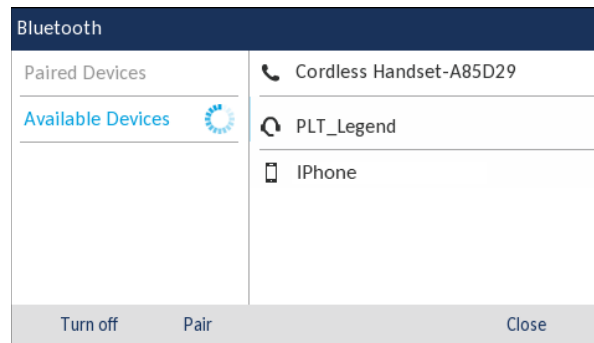 Bluetooth
Paired Devices
Available Devices
Cordless Handset-A85D29
PLT_Legend
IPhone
Turn off Pair Close